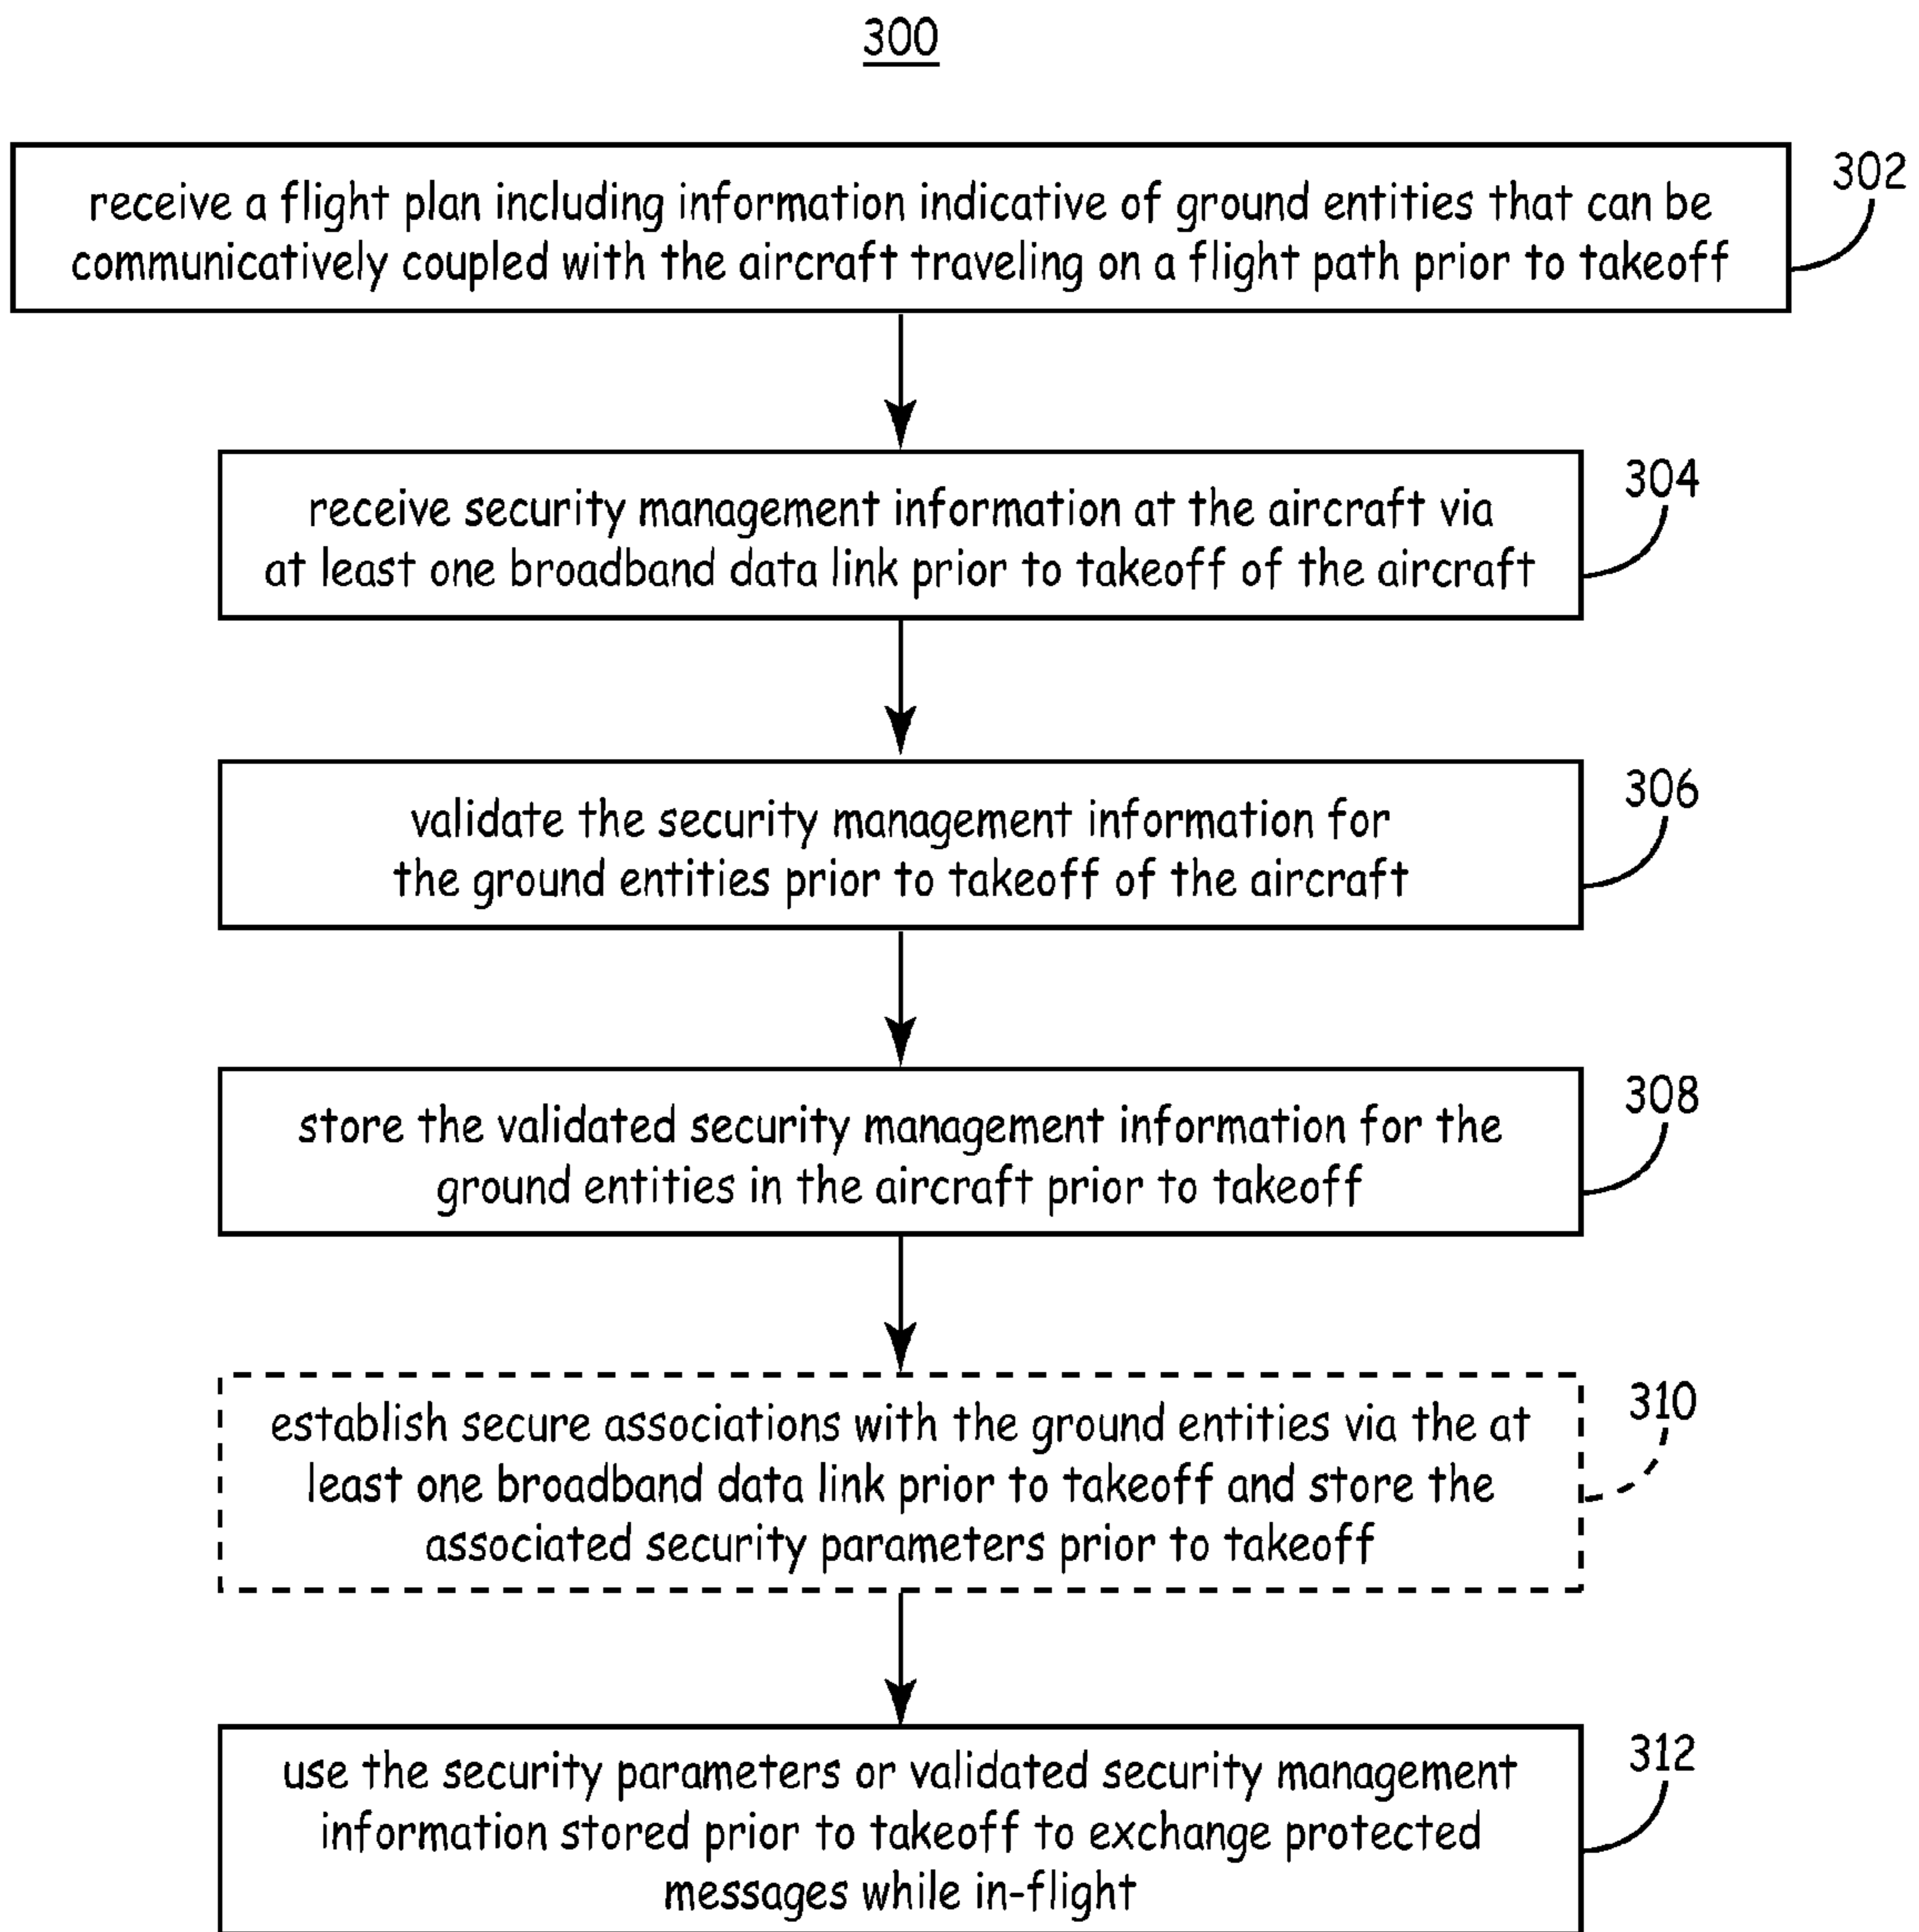 300
receive a flight plan including information indicative of ground entities that can be
communicatively coupled with the aircraft traveling on a flight path prior to takeoff
302
receive security management information at the aircraft via
at least one broadband data link prior to takeoff of the aircraft
304
validate the security management information for
the ground entities prior to takeoff of the aircraft
306
store the validated security management information for the
ground entities in the aircraft prior to takeoff
308
establish secure associations with the ground entities via the at
least one broadband data link prior to takeoff and store the
associated security parameters prior to takeoff
310
use the security parameters or validated security management
information stored prior to takeoff to exchange protected
messages while in-flight
312